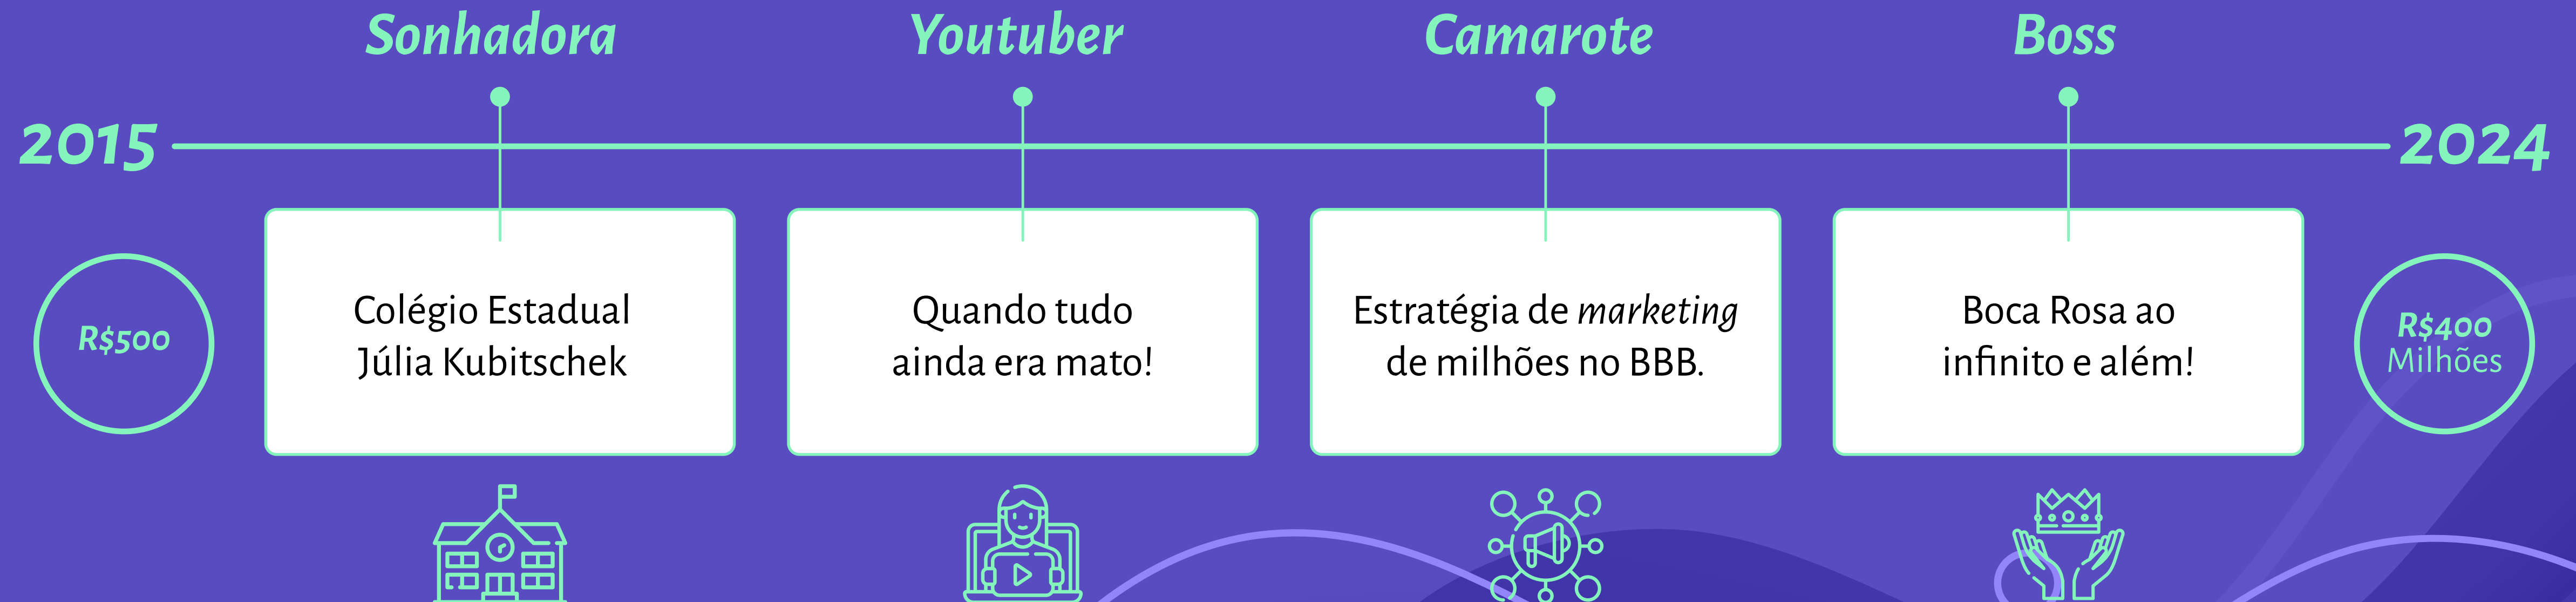 Sonhadora
Youtuber
Camarote
Boss
2015
2024
R$500
Colégio Estadual
Júlia Kubitschek
Quando tudo
ainda era mato!
Estratégia de marketing
de milhões no BBB.
Boca Rosa ao
infinito e além!
R$400
Milhões